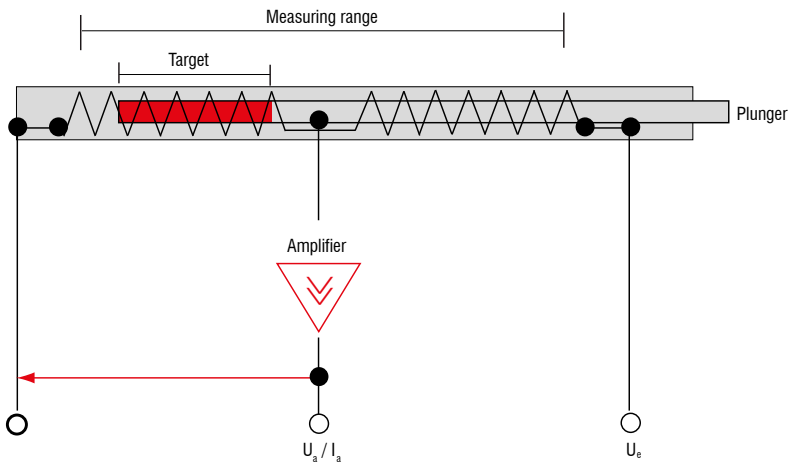 Measuring range
Target
Plunger
Amplifier
Uₐ / Iₐ
Uₑ